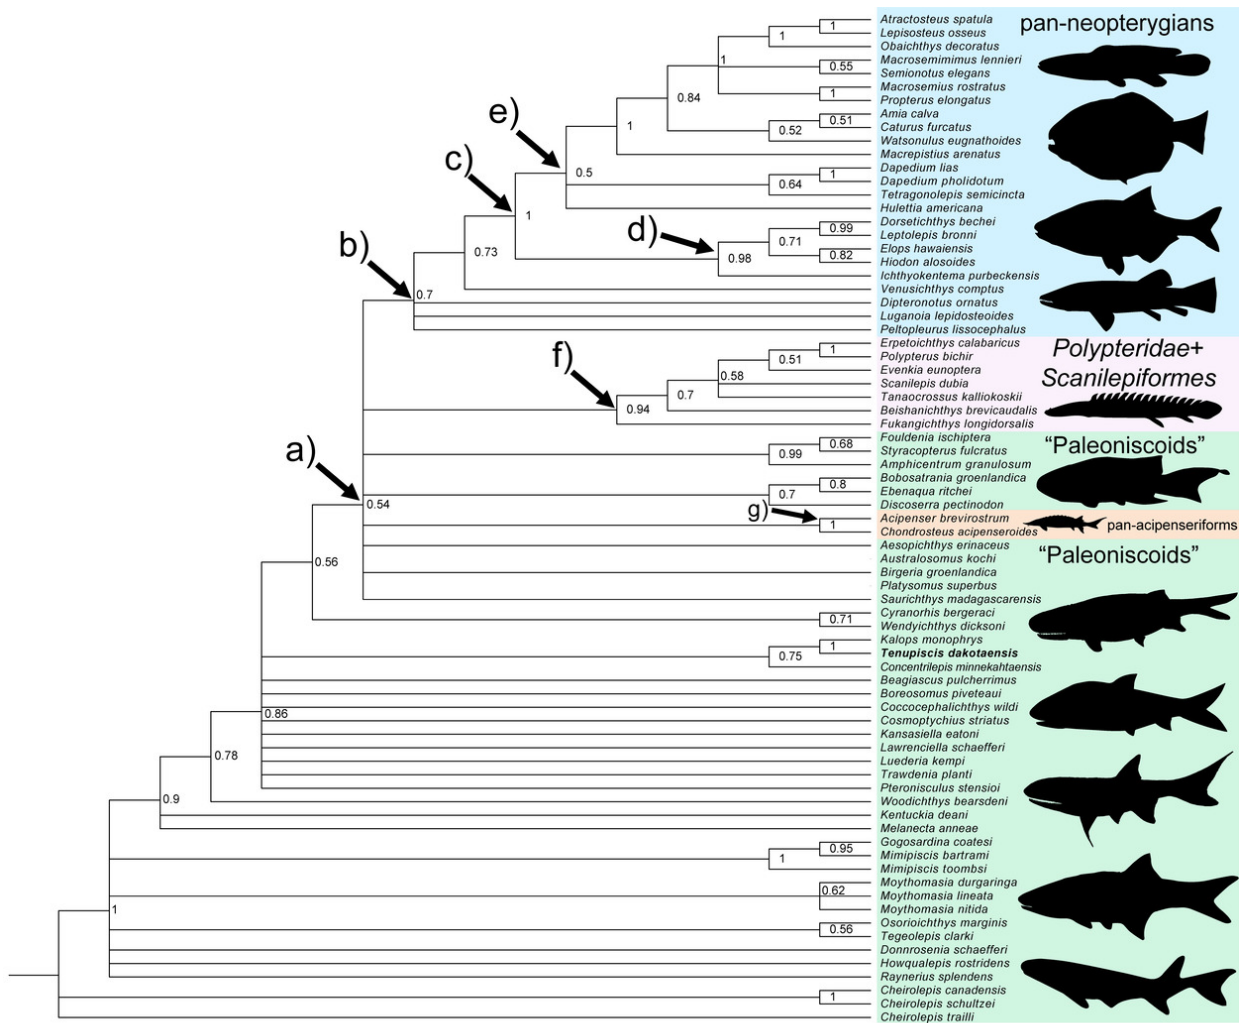 Atractosteus spatula
pan-neopterygians
1
Lepisosteus osseus
1
Obaichthys decoratus
Macrosemimimus lennieri
1
0.55
Semionotus elegans
Macrosemius rostratus
0.84
1
Propterus elongatus
e)
Amia calva
0.51
1
Caturus furcatus
0.52
Watsonulus eugnathoides
c)
Macrepistius arenatus
Dapedium lias
0.5
1
Dapedium pholidotum
0.64
Tetragonolepis semicincta
Hulettia americana
1
Dorsetichthys bechei
d)
0.99
Leptolepis bronni
0.71
b)
Elops hawaiensis
0.73
0.98
0.82
Hiodon alosoides
Ichthyokentema purbeckensis
Venusichthys comptus
0.7
Dipteronotus ornatus
Luganoia lepidosteoides
Peltopleurus lissocephalus
Erpetoichthys calabaricus
Polypteridae+
Scanilepiformes
f)
1
Polypterus bichir
0.51
Evenkia eunoptera
0.58
Scanilepis dubia
0.7
Tanaocrossus kalliokoskii
0.94
Beishanichthys brevicaudalis
Fukangichthys longidorsalis
Fouldenia ischiptera
“Paleoniscoids”
0.68
a)
Styracopterus fulcratus
0.99
Amphicentrum granulosum
Bobosatrania groenlandica
0.8
Ebenaqua ritchei
0.7
0.54
Discoserra pectinodon
g)
Acipenser brevirostrum
pan-acipenseriforms
1
Chondrosteus acipenseroides
Aesopichthys erinaceus
“Paleoniscoids”
0.56
Australosomus kochi
Birgeria groenlandica
Platysomus superbus
Saurichthys madagascarensis
Cyranorhis bergeraci
0.71
Wendyichthys dicksoni
Kalops monophrys
1
Tenupiscis dakotaensis
0.75
Concentrilepis minnekahtaensis
Beagiascus pulcherrimus
Boreosomus piveteaui
Coccocephalichthys wildi
0.86
Cosmoptychius striatus
Kansasiella eatoni
Lawrenciella schaefferi
0.78
Luederia kempi
Trawdenia planti
Pteronisculus stensioi
0.9
Woodichthys bearsdeni
Kentuckia deani
Melanecta anneae
Gogosardina coatesi
0.95
Mimipiscis bartrami
1
Mimipiscis toombsi
Moythomasia durgaringa
0.62
Moythomasia lineata
1
Moythomasia nitida
Osorioichthys marginis
0.56
Tegeolepis clarki
Donnrosenia schaefferi
Howqualepis rostridens
Raynerius splendens
Cheirolepis canadensis
1
Cheirolepis schultzei
Cheirolepis trailli